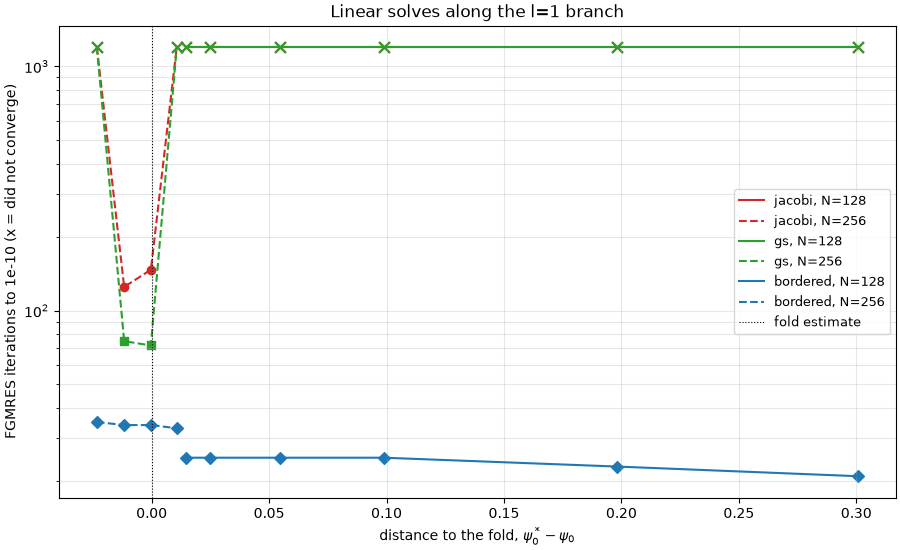 Linear solves along the l=1 branch
FGMRES iterations to 1e-10 (x = did not converge)
10³
10²
jacobi, N=128
jacobi, N=256
gs, N=128
gs, N=256
bordered, N=128
bordered, N=256
fold estimate
0.00 0.05 0.10 0.15 0.20 0.25 0.30
distance to the fold, ψ₀* − ψ₀